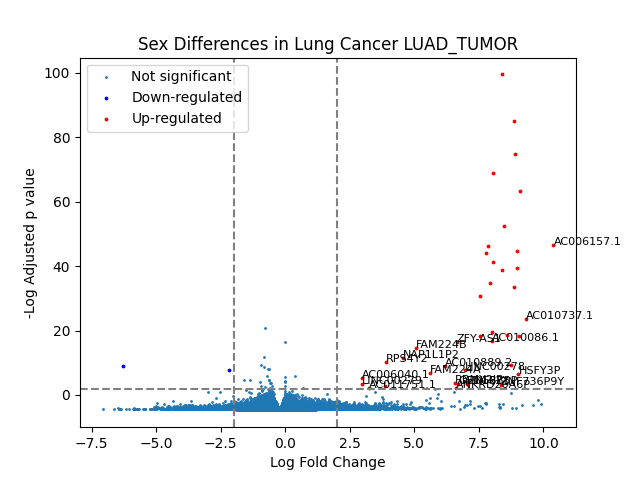 Sex Differences in Lung Cancer LUAD_TUMOR
Not significant
Down-regulated
Up-regulated
-Log Adjusted p value
100
80
60
40
20
0
AC006157.1
AC010737.1
ZFY-AS1
AC010086.1
FAM224B
NAP1L1P2
RPS4Y2
AC010889.2
LINC00278
FAM224A
HSFY3P
AC006040.1
−7.5
−5.0
−2.5
0.0
2.5
5.0
7.5
10.0
Log Fold Change